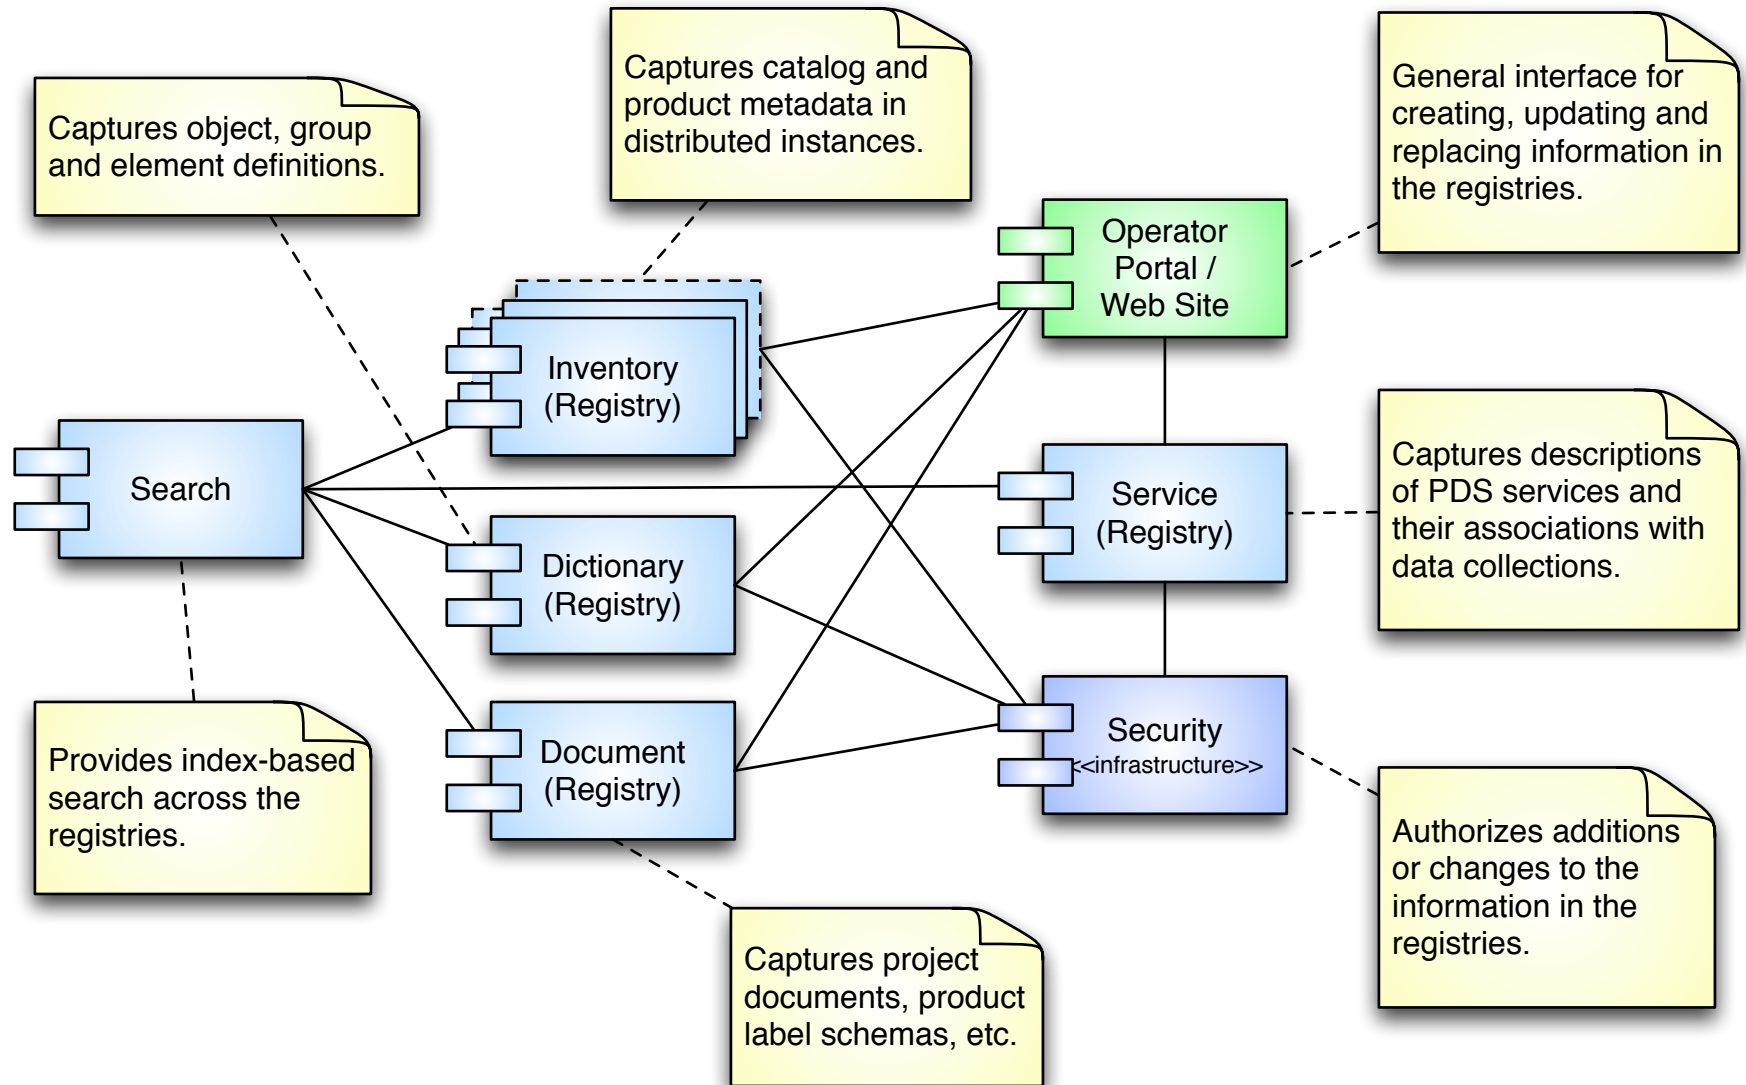 Captures object, group
and element definitions.
Captures catalog and
product metadata in
distributed instances.
General interface for
creating, updating and
replacing information in
the registries.
Operator
Portal /
Web Site
Inventory
(Registry)
Search
Service
(Registry)
Captures descriptions
of PDS services and
their associations with
data collections.
Dictionary
(Registry)
Document
(Registry)
Security
<<infrastructure>>
Provides index-based
search across the
registries.
Authorizes additions
or changes to the
information in the
registries.
Captures project
documents, product
label schemas, etc.